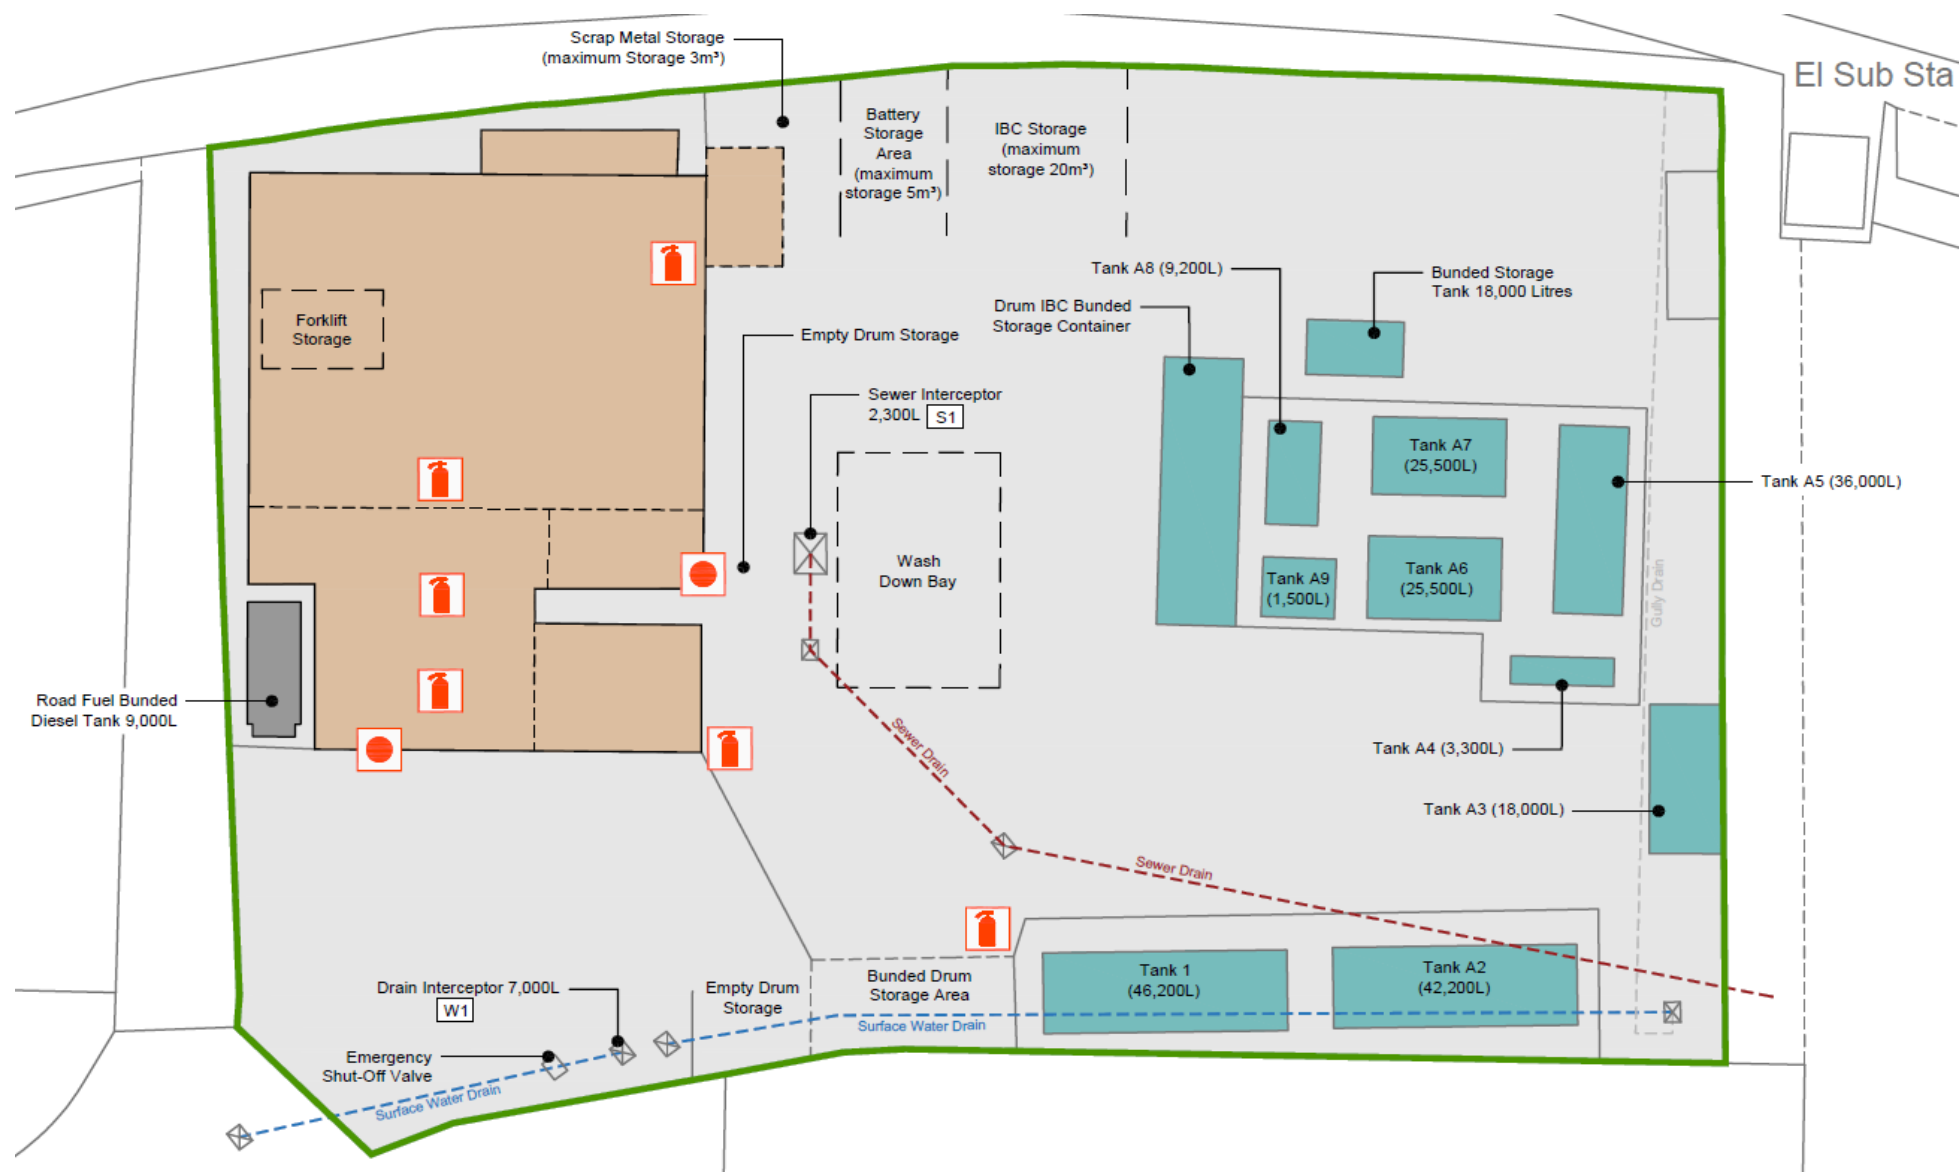 Scrap Metal Storage
(maximum Storage 3m³)
El Sub Sta
Battery
Storage
Area
(maximum
storage 5m³)
IBC Storage
(maximum
storage 20m³)
Tank A8 (9,200L)
Bunded Storage
Tank 18,000 Litres
Drum IBC Bunded
Storage Container
Forklift
Storage
Empty Drum Storage
Sewer Interceptor
2,300L S1
Tank A7
(25,500L)
Tank A5 (36,000L)
Wash
Down Bay
Tank A9
(1,500L)
Tank A6
(25,500L)
Gully Drain
Road Fuel Bunded
Diesel Tank 9,000L
Sewer Drain
Tank A4 (3,300L)
Tank A3 (18,000L)
Sewer Drain
Drain Interceptor 7,000L
W1
Empty Drum
Storage
Bunded Drum
Storage Area
Tank 1
(46,200L)
Tank A2
(42,200L)
Surface Water Drain
Emergency
Shut-Off Valve
Surface Water Drain